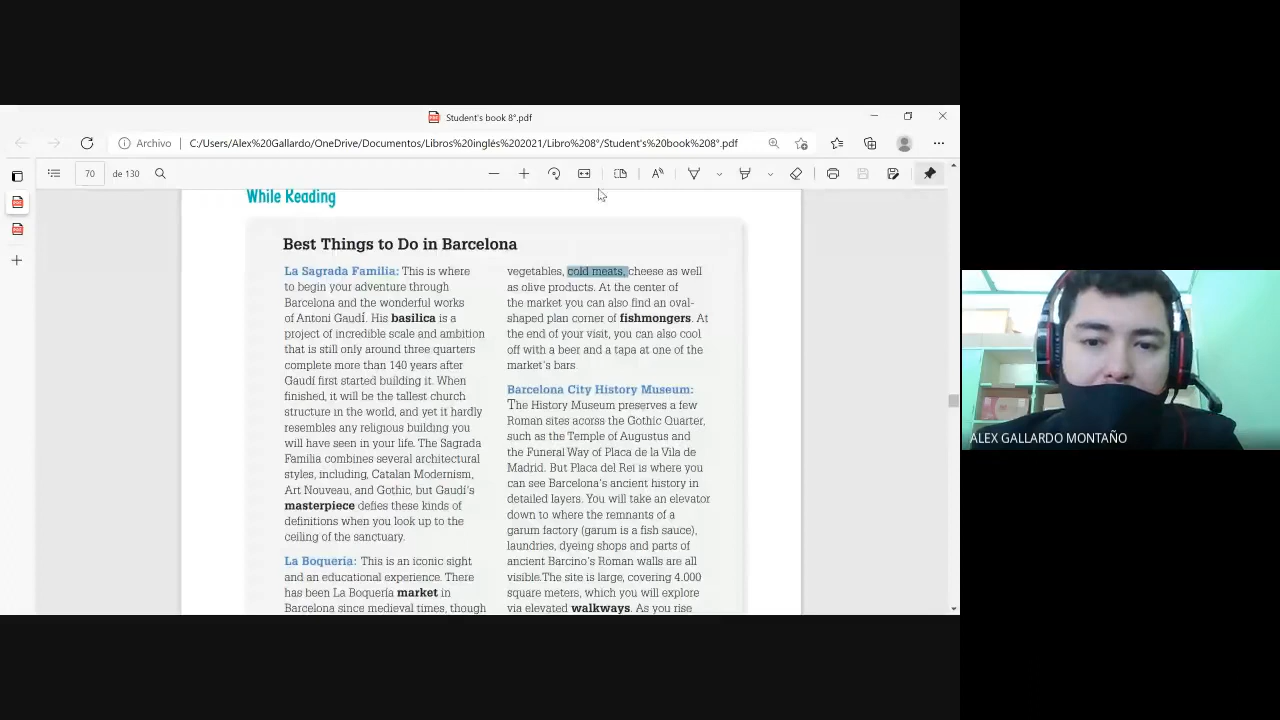 Student's book 8°.pdf
Archivo
C:/Users/Alex%20Gallardo/OneDrive/Documentos/Libros%20inglés%202021/Libro%208°/Student's%20book%208°.pdf
70
de 130
While Reading
Best Things to Do in Barcelona
La Sagrada Familia: This is where
to begin your adventure through
Barcelona and the wonderful works
of Antoni Gaudí. His basilica is a
project of incredible scale and ambition
that is still only around three quarters
complete more than 140 years after
Gaudí first started building it. When
finished, it will be the tallest church
structure in the world, and yet it hardly
resembles any religious building you
will have seen in your life. The Sagrada
Familia combines several architectural
styles, including, Catalan Modernism,
Art Nouveau, and Gothic, but Gaudí's
masterpiece defies these kinds of
definitions when you look up to the
ceiling of the sanctuary.
La Boqueria: This is an iconic sight
and an educational experience. There
has been La Boquería market in
Barcelona since medieval times, though
vegetables, cold meats, cheese as well
as olive products. At the center of
the market you can also find an oval-
shaped plan corner of fishmongers. At
the end of your visit, you can also cool
off with a beer and a tapa at one of the
market's bars.
Barcelona City History Museum:
The History Museum preserves a few
Roman sites acorss the Gothic Quarter,
such as the Temple of Augustus and
the Funeral Way of Placa de la Vila de
Madrid. But Placa del Rei is where you
can see Barcelona's ancient history in
detailed layers. You will take an elevator
down to where the remnants of a
garum factory (garum is a fish sauce),
laundries, dyeing shops and parts of
ancient Barcino's Roman walls are all
visible.The site is large, covering 4.000
square meters, which you will explore
via elevated walkways. As you rise
ALEX GALLARDO MONTAÑO